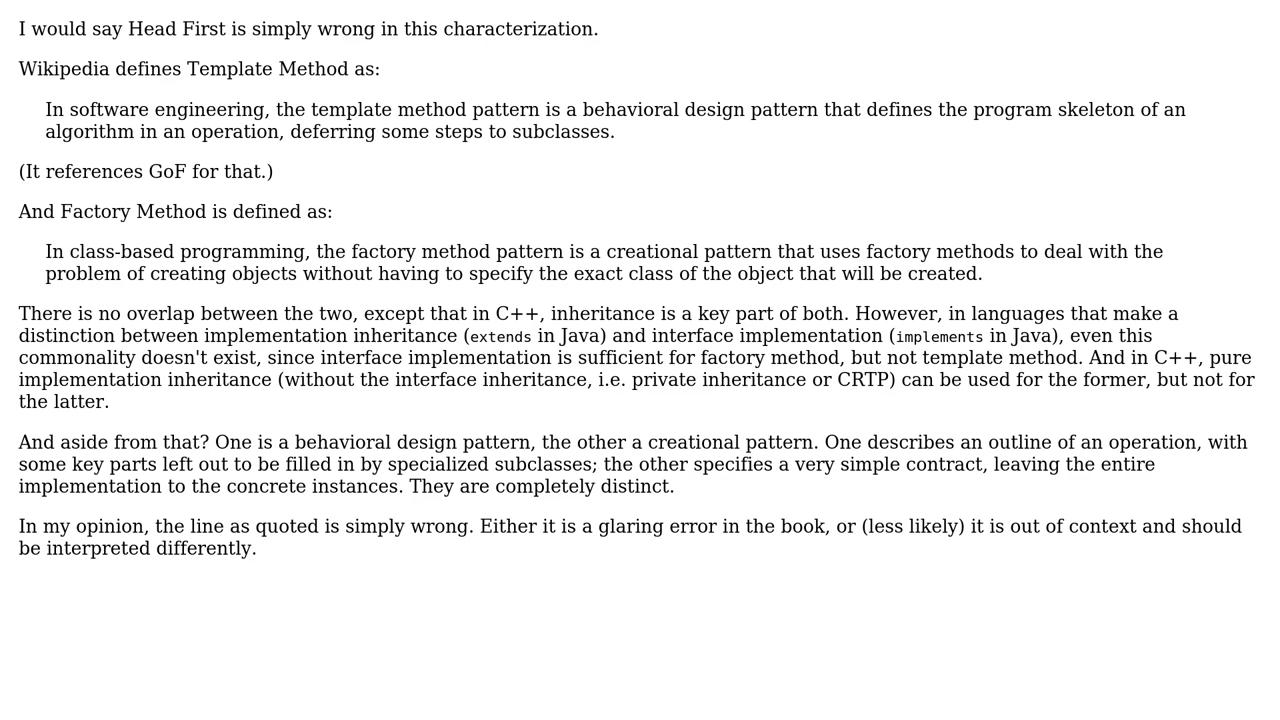 I would say Head First is simply wrong in this characterization.
Wikipedia defines Template Method as:
In software engineering, the template method pattern is a behavioral design pattern that defines the program skeleton of an
algorithm in an operation, deferring some steps to subclasses.
(It references GoF for that.)
And Factory Method is defined as:
In class-based programming, the factory method pattern is a creational pattern that uses factory methods to deal with the
problem of creating objects without having to specify the exact class of the object that will be created.
There is no overlap between the two, except that in C++, inheritance is a key part of both. However, in languages that make a
distinction between implementation inheritance (extends in Java) and interface implementation (implements in Java), even this
commonality doesn't exist, since interface implementation is sufficient for factory method, but not template method. And in C++, pure
implementation inheritance (without the interface inheritance, i.e. private inheritance or CRTP) can be used for the former, but not for
the latter.
And aside from that? One is a behavioral design pattern, the other a creational pattern. One describes an outline of an operation, with
some key parts left out to be filled in by specialized subclasses; the other specifies a very simple contract, leaving the entire
implementation to the concrete instances. They are completely distinct.
In my opinion, the line as quoted is simply wrong. Either it is a glaring error in the book, or (less likely) it is out of context and should
be interpreted differently.